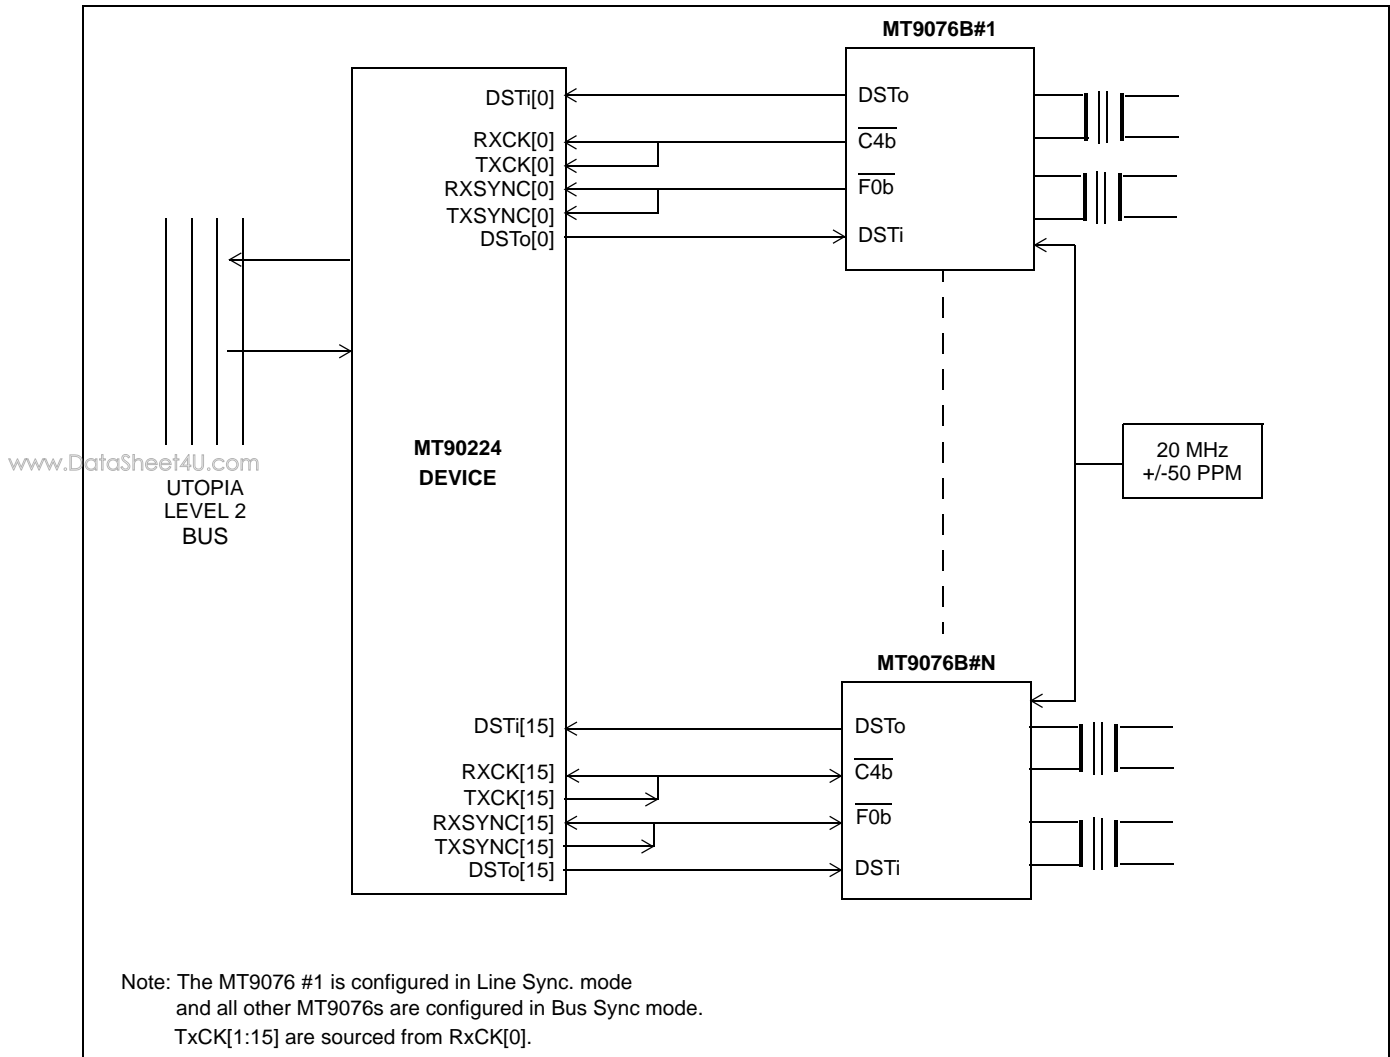 MT9076B#1
DSTi[0]
RXCK[0]
TXCK[0]
RXSYNC[0]
TXSYNC[0]
DSTo[0]
DSTo
C4b
F0b
DSTi
MT90224
DEVICE
www.DataSheet4U.com
UTOPIA
LEVEL 2
BUS
20 MHz
+/-50 PPM
MT9076B#N
DSTi[15]
RXCK[15]
TXCK[15]
RXSYNC[15]
TXSYNC[15]
DSTo[15]
DSTo
C4b
F0b
DSTi
Note: The MT9076 #1 is configured in Line Sync. mode
and all other MT9076s are configured in Bus Sync mode.
TxCK[1:15] are sourced from RxCK[0].